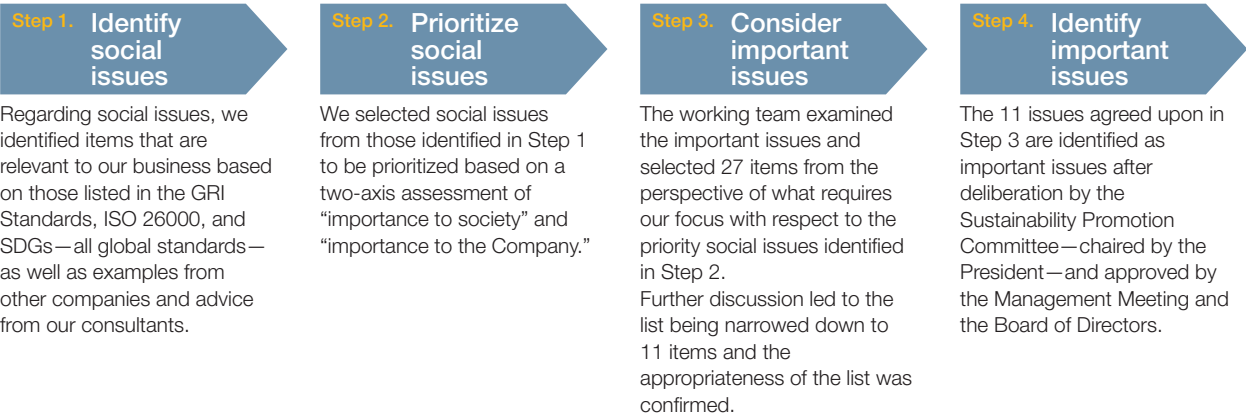 Step 1. Identify
social
issues
Regarding social issues, we
identified items that are
relevant to our business based
on those listed in the GRI
Standards, ISO 26000, and
SDGs—all global standards—
as well as examples from
other companies and advice
from our consultants.
Step 2. Prioritize
social
issues
We selected social issues
from those identified in Step 1
to be prioritized based on a
two-axis assessment of
“importance to society” and
“importance to the Company.”
Step 3. Consider
important
issues
The working team examined
the important issues and
selected 27 items from the
perspective of what requires
our focus with respect to the
priority social issues identified
in Step 2.
Further discussion led to the
list being narrowed down to
11 items and the
appropriateness of the list was
confirmed.
Step 4. Identify
important
issues
The 11 issues agreed upon in
Step 3 are identified as
important issues after
deliberation by the
Sustainability Promotion
Committee—chaired by the
President—and approved by
the Management Meeting and
the Board of Directors.